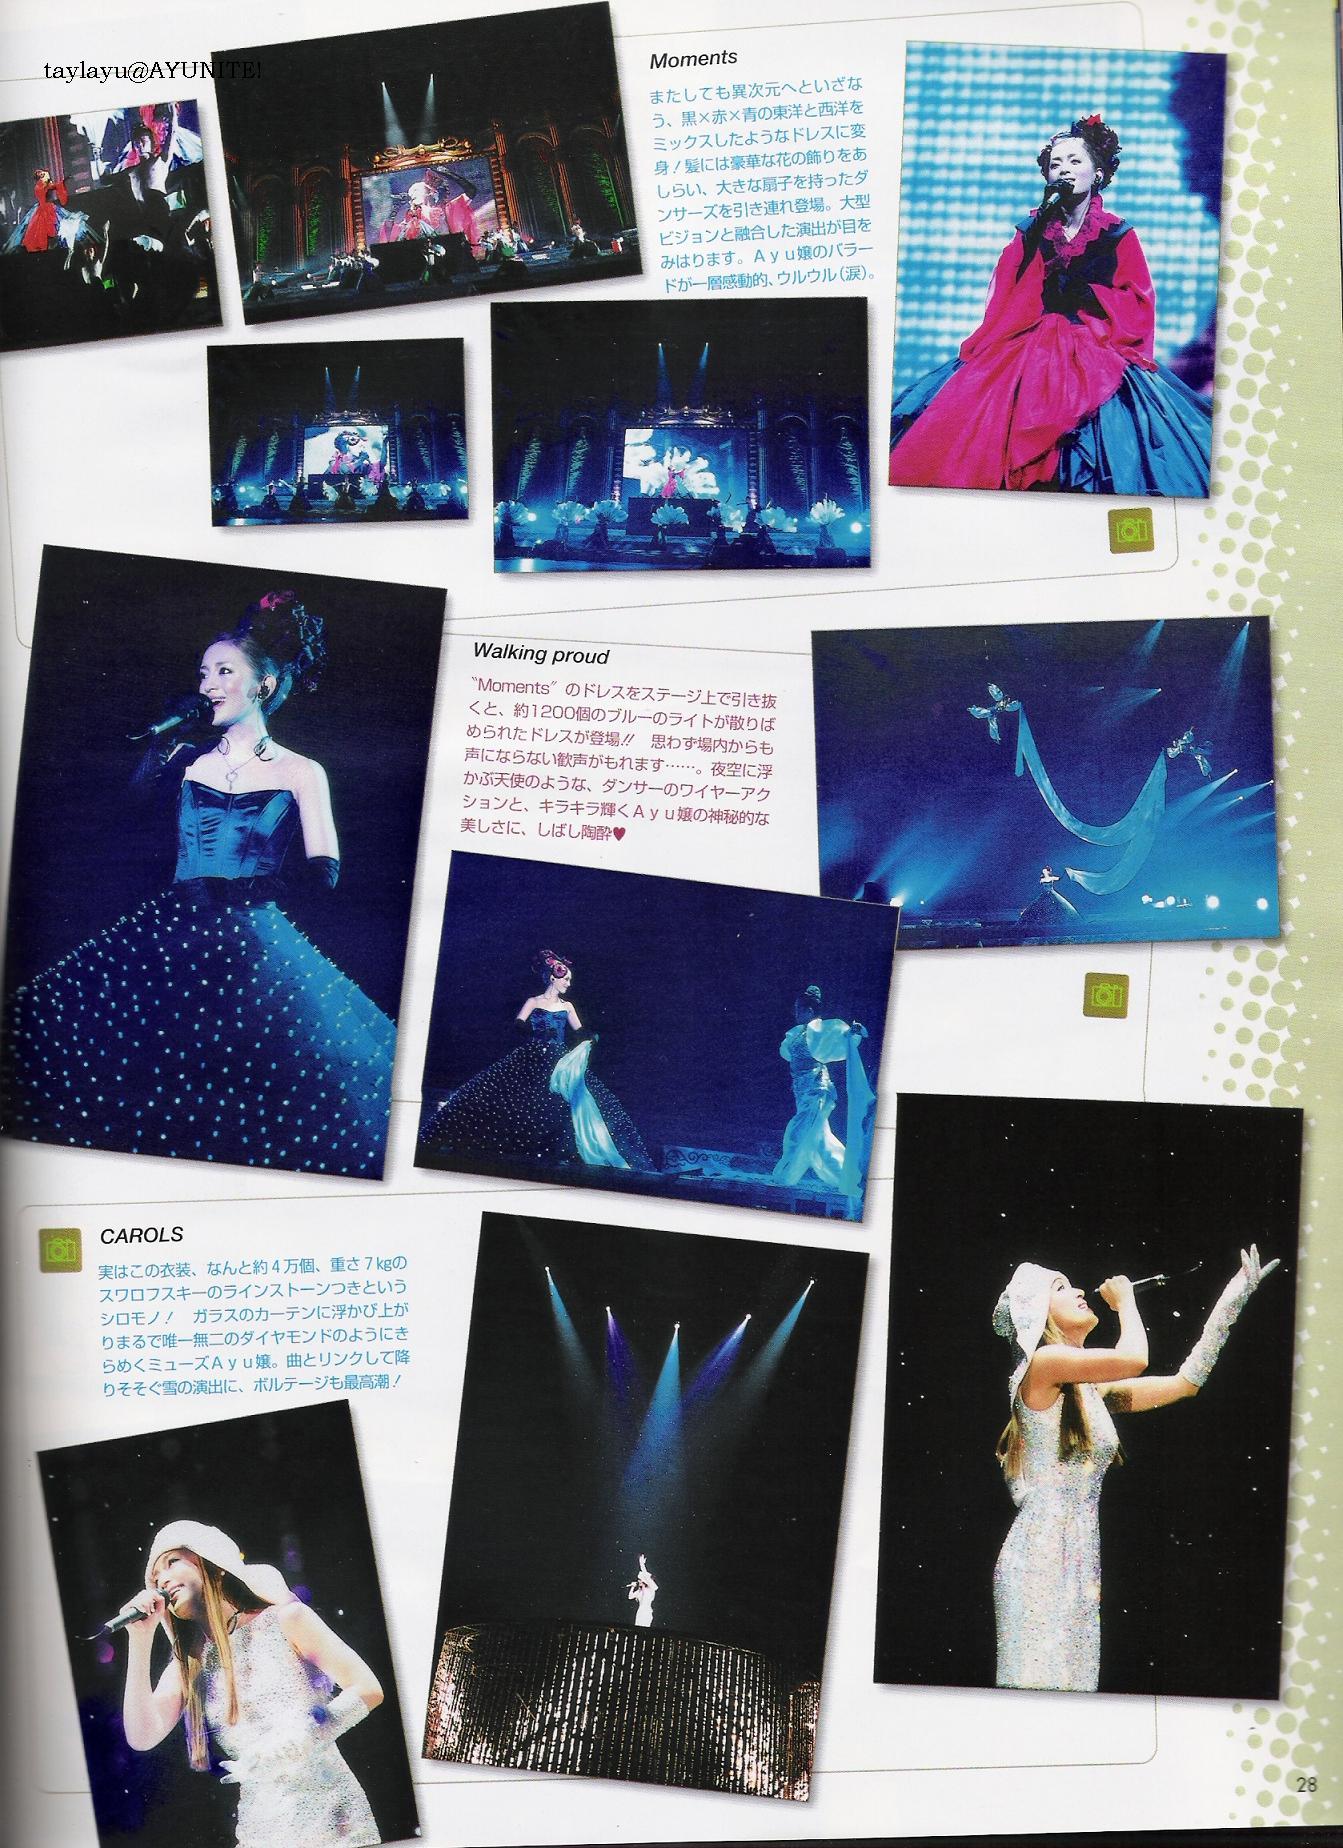 taylayu@AYUNITE!
Moments
またしても異次元へといざな
う、黒×赤×青の東洋と西洋を
ミックスしたようなドレスに変
身！髪には豪華な花の飾りをあ
しらい、大きな扇子を持ったダ
ンサーズを引き連れ登場。大型
ビジョンと融合した演出が目を
みはります。Ayu嬢のバラー
ドが一層感動的、ウルウル（涙）。
Walking proud
〝Moments〟のドレスをステージ上で引き抜
くと、約1200個のブルーのライトが散りば
められたドレスが登場!! 思わず場内からも
声にならない歓声がもれます……。夜空に浮
かぶ天使のような、ダンサーのワイヤーアク
ションと、キラキラ輝くAyu嬢の神秘的な
美しさに、しばし陶酔♥
CAROLS
実はこの衣装、なんと約4万個、重さ7kgの
スワロフスキーのラインストーンつきという
シロモノ！ ガラスのカーテンに浮かび上が
りまるで唯一無二のダイヤモンドのようにき
らめくミューズAyu嬢。曲とリンクして降
りそそぐ雪の演出に、ボルテージも最高潮！
28